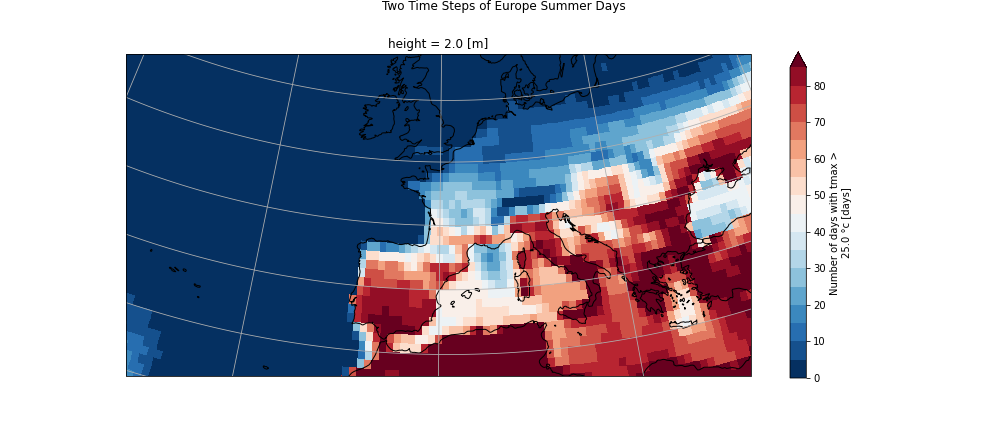 Two Time Steps of Europe Summer Days
height = 2.0 [m]
80
70
60
50
40
30
20
10
0
Number of days with tmax >
25.0 °c [days]